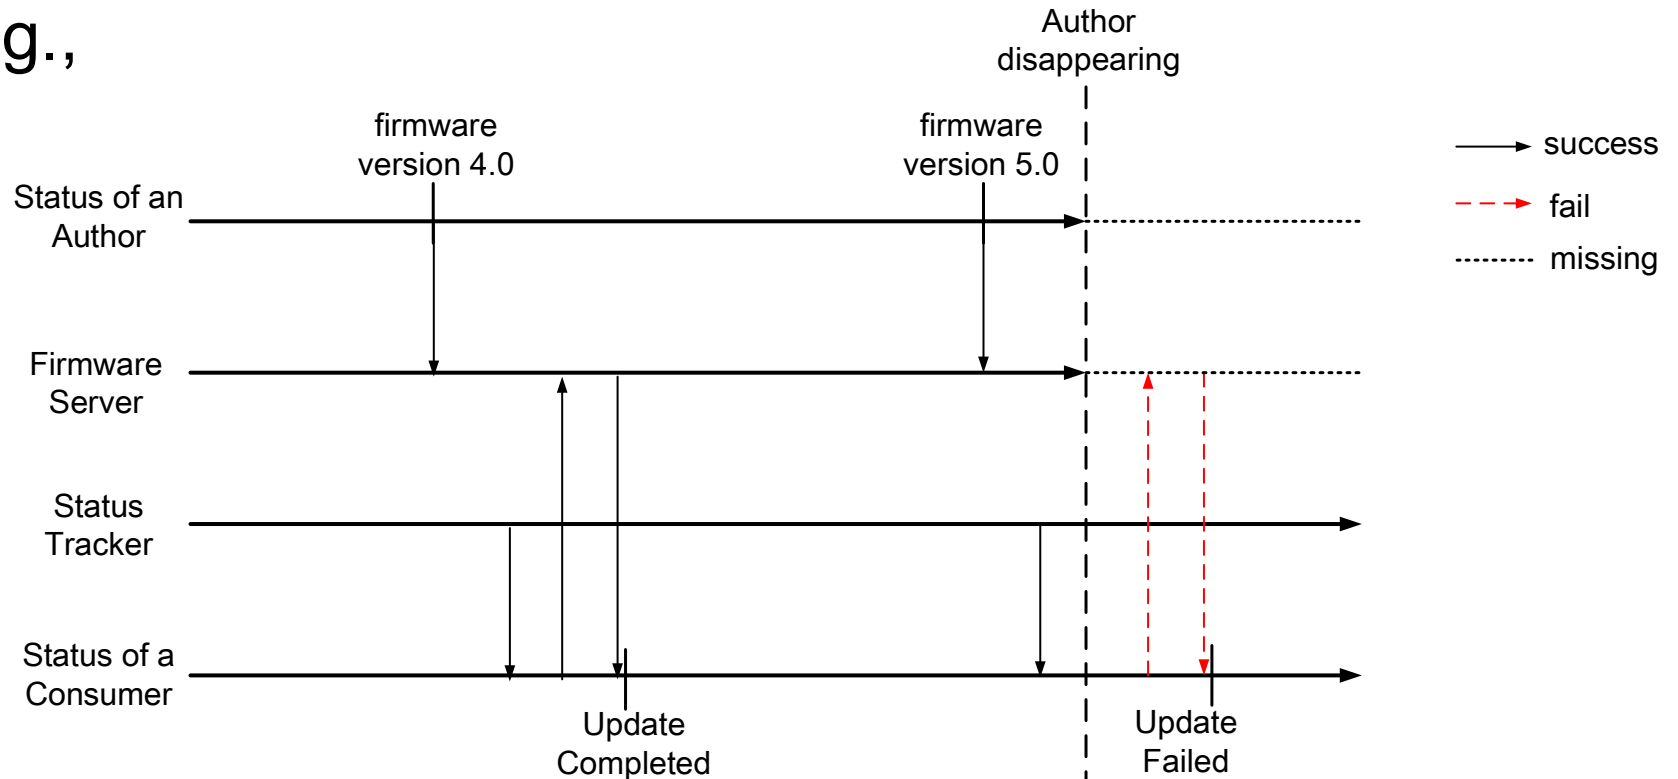 g.,
Author
disappearing
firmware
version 4.0
firmware
version 5.0
success
fail
missing
Status of an
Author
Firmware
Server
Status
Tracker
Status of a
Consumer
Update
Completed
Update
Failed